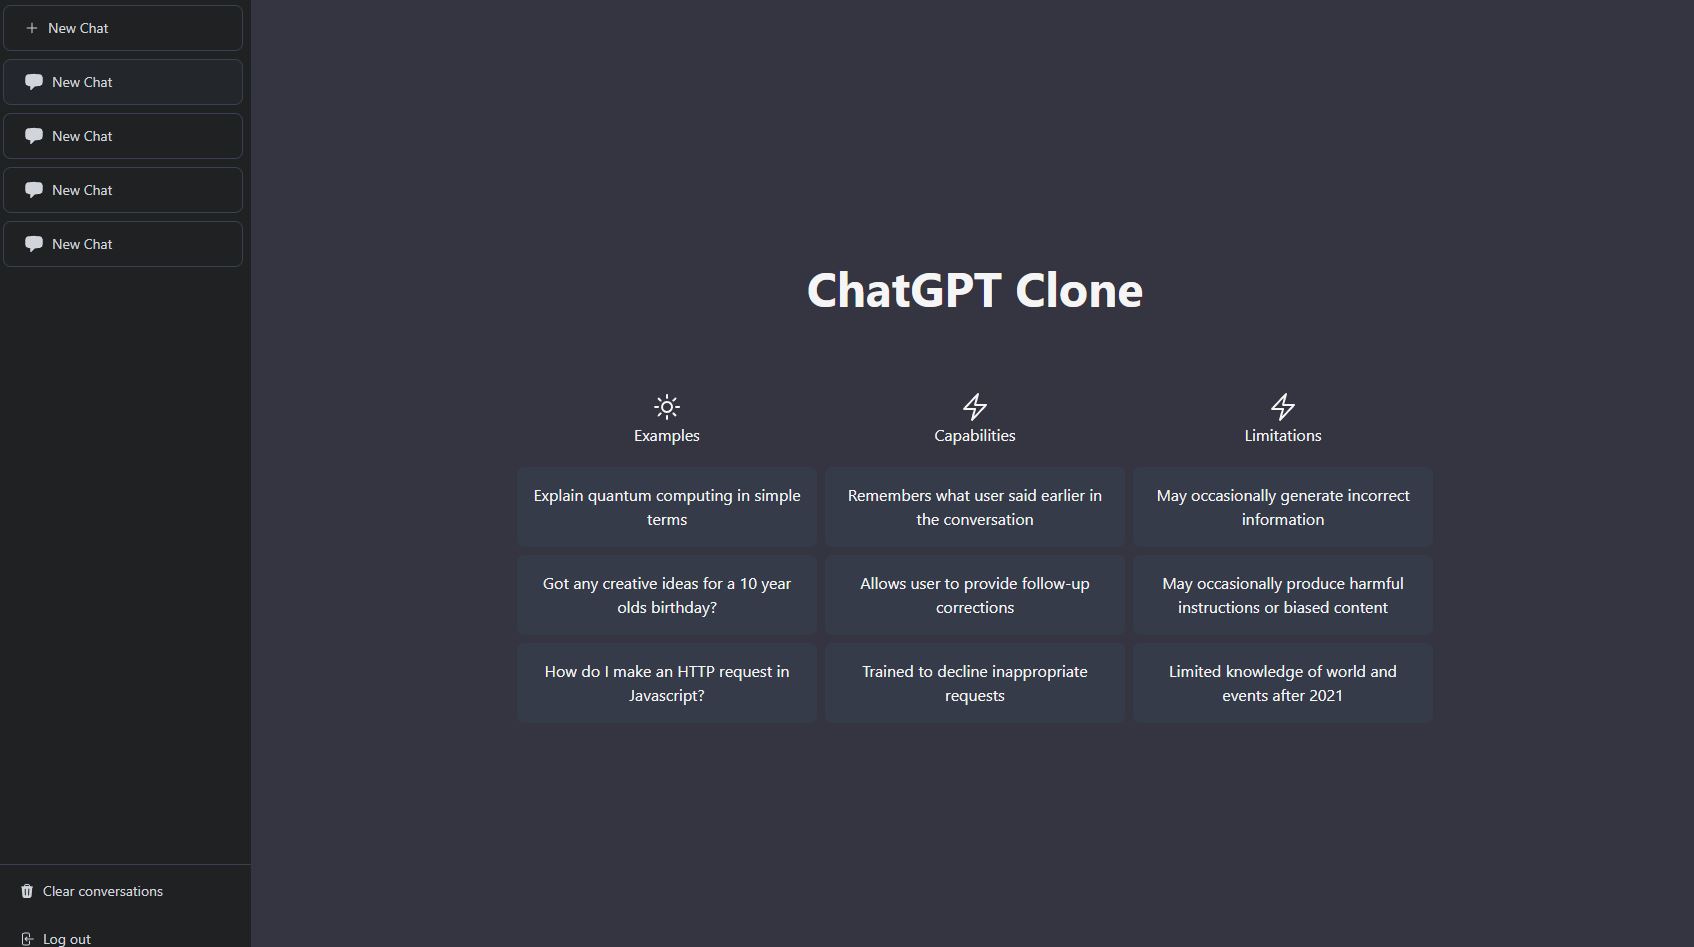 New Chat
New Chat
New Chat
New Chat
New Chat
Clear conversations
Log out
ChatGPT Clone
Examples
Explain quantum computing in simple
terms
Got any creative ideas for a 10 year
olds birthday?
How do I make an HTTP request in
Javascript?
Capabilities
Remembers what user said earlier in
the conversation
Allows user to provide follow-up
corrections
Trained to decline inappropriate
requests
Limitations
May occasionally generate incorrect
information
May occasionally produce harmful
instructions or biased content
Limited knowledge of world and
events after 2021